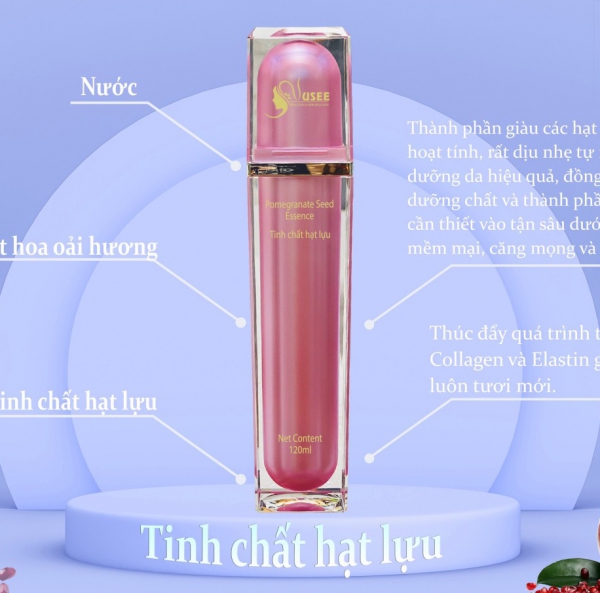 Nước
t hoa oải hương
inh chất hạt lựu
USEE
Pomegranate Seed
Essence
Tinh chất hạt lựu
Net Content
120ml
Thành phần giàu các hạt
hoạt tính, rất dịu nhẹ tự
dưỡng da hiệu quả, đồng
dưỡng chất và thành phầ
cần thiết vào tận sâu dướ
mềm mại, căng mọng và
Thúc đẩy quá trình t
Collagen và Elastin g
luôn tươi mới.
Tinh chất hạt lựu